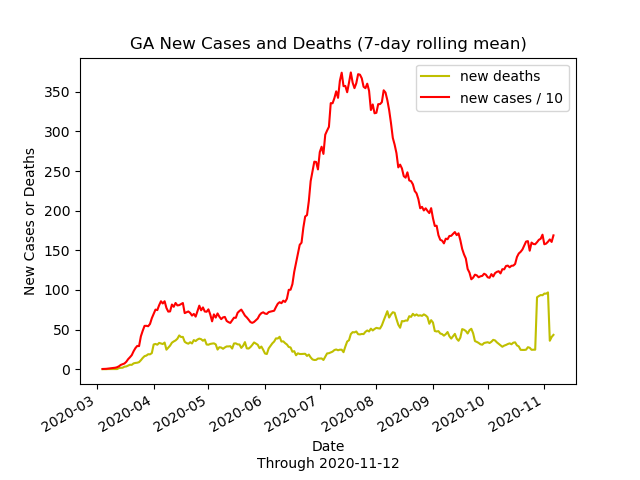 GA New Cases and Deaths (7-day rolling mean)
new deaths
new cases / 10
New Cases or Deaths
350
300
250
200
150
100
50
0
2020-03
2020-04
2020-05
2020-06
2020-07
2020-08
2020-09
2020-10
2020-11
Date
Through 2020-11-12